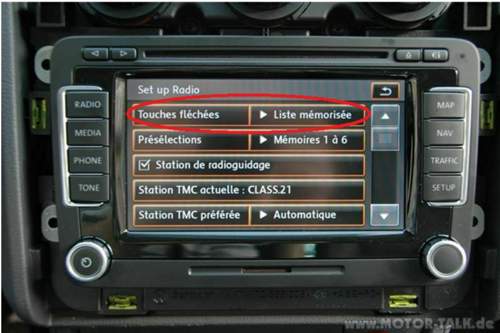 Set up Radio
RADIO
MEDIA
PHONE
TONE
Touches fléchées Liste mémorisée
Présélections Mémoires 1 à 6
Station de radioguidage
Station TMC actuelle : CLASS.21
Station TMC préférée Automatique
MAP
NAV
TRAFFIC
SETUP
www.MOTOR-TALK.de